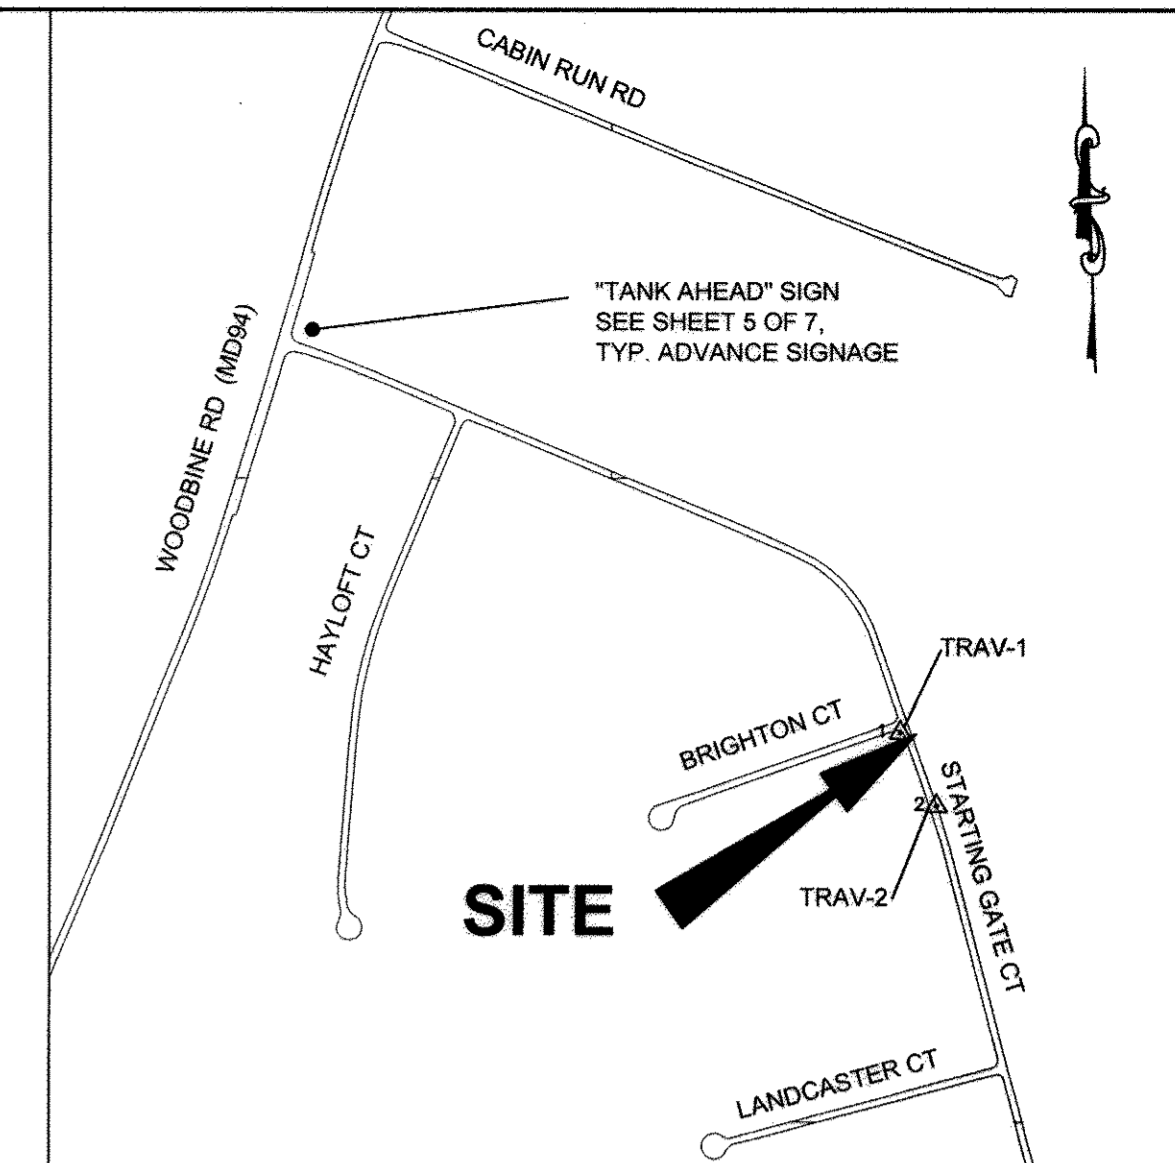 CABIN RUN RD
"TANK AHEAD" SIGN
SEE SHEET 5 OF 7,
TYP. ADVANCE SIGNAGE
WOODBINE RD (MD94)
HAYLOFT CT
TRAV-1
BRIGHTON CT
1
STARTING GATE CT
2
SITE
TRAV-2
LANDCASTER CT